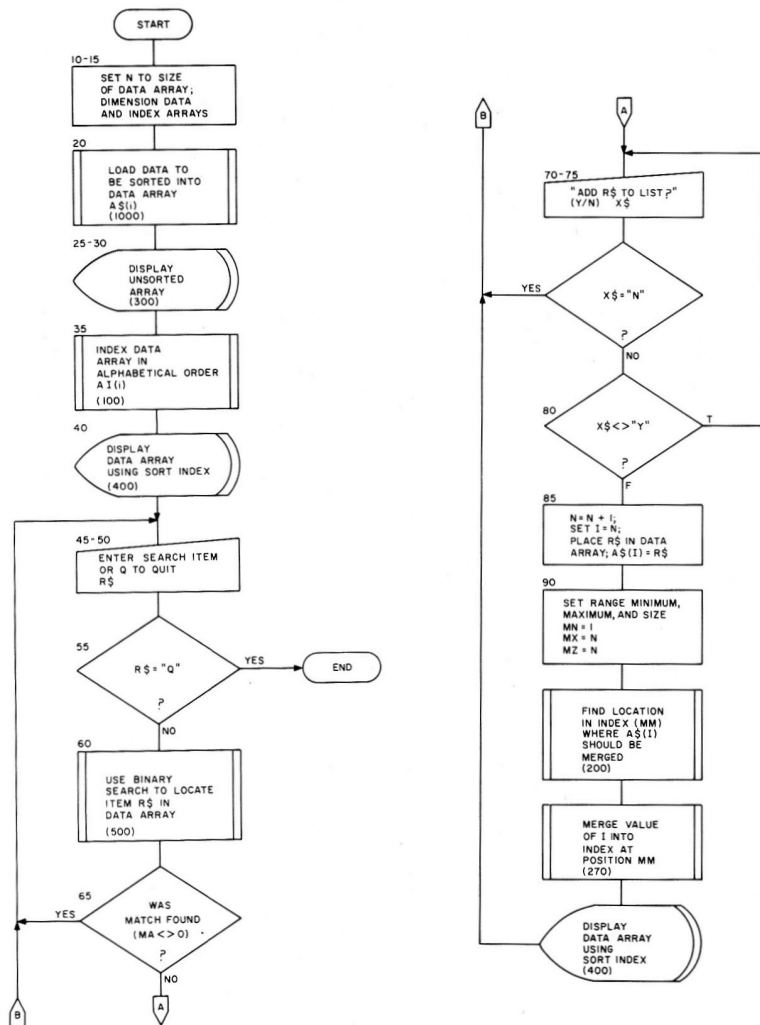 START
10-15
SET N TO SIZE
OF DATA ARRAY;
DIMENSION DATA
AND INDEX ARRAYS
20
LOAD DATA TO
BE SORTED INTO
DATA ARRAY
A$(i)
(1000)
25-30
DISPLAY
UNSORTED
ARRAY
(300)
35
INDEX DATA
ARRAY IN
ALPHABETICAL ORDER
AI(i)
(100)
40
DISPLAY
DATA ARRAY
USING SORT INDEX
(400)
45-50
ENTER SEARCH ITEM
OR Q TO QUIT
R$
55
R$="Q"
?
YES
END
NO
60
USE BINARY
SEARCH TO LOCATE
ITEM R$ IN
DATA ARRAY
(500)
65
WAS
MATCH FOUND
(MA<>0)
?
YES
NO
B
A
B
A
70-75
"ADD R$ TO LIST?"
(Y/N) X$
YES
X$="N"
?
NO
80
X$<>"Y"
?
T
F
85
N=N+1;
SET I=N;
PLACE R$ IN DATA
ARRAY; A$(I)=R$
90
SET RANGE MINIMUM,
MAXIMUM, AND SIZE
MN=1
MX=N
MZ=N
FIND LOCATION
IN INDEX (MM)
WHERE A$(I)
SHOULD BE
MERGED
(200)
MERGE VALUE
OF I INTO
INDEX AT
POSITION MM
(270)
DISPLAY
DATA ARRAY
USING
SORT INDEX
(400)